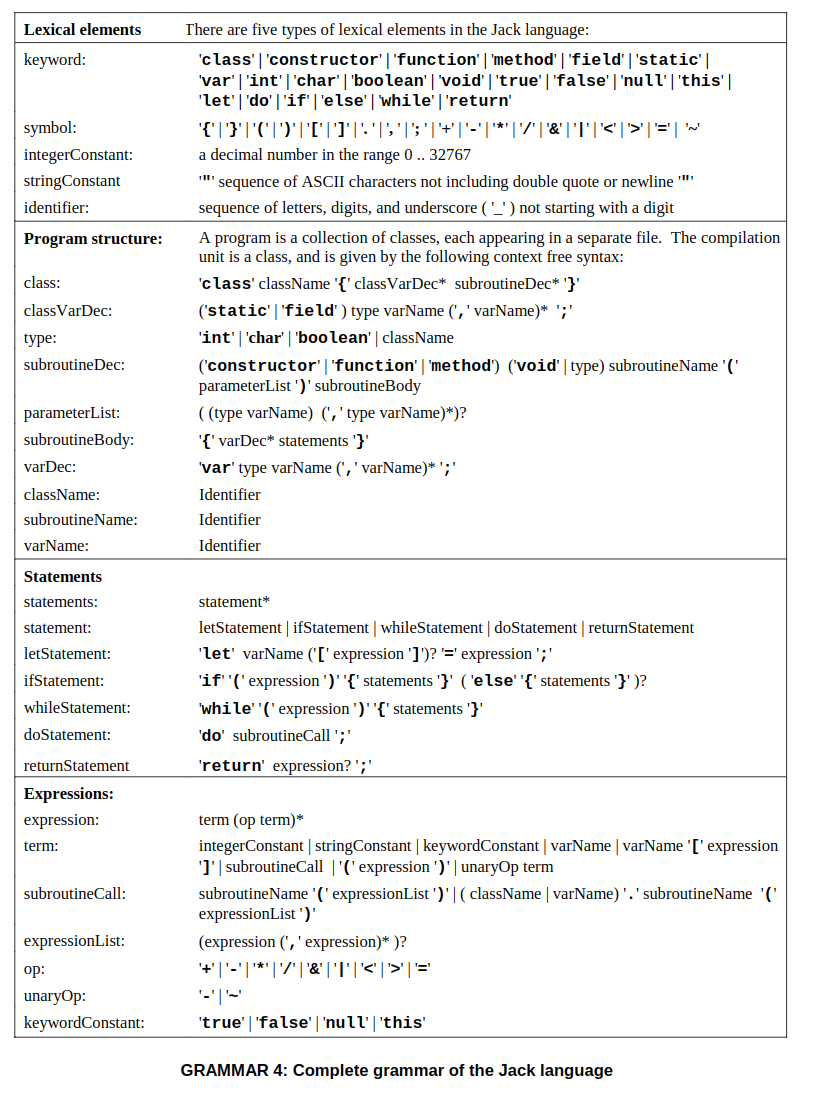 Lexical elements There are five types of lexical elements in the Jack language:
keyword: 'class' | 'constructor' | 'function' | 'method' | 'field' | 'static' |
'var' | 'int' | 'char' | 'boolean' | 'void' | 'true' | 'false' | 'null' | 'this' |
'let' | 'do' | 'if' | 'else' | 'while' | 'return'
symbol: '{' | '}' | '(' | ')' | '[' | ']' | '. ' | ', ' | '; ' | '+' | '-' | '*' | '/' | '&' | '|' | '<' | '>' | '=' | '~'
integerConstant: a decimal number in the range 0 .. 32767
stringConstant '"' sequence of ASCII characters not including double quote or newline '"'
identifier: sequence of letters, digits, and underscore ( '_' ) not starting with a digit
Program structure: A program is a collection of classes, each appearing in a separate file. The compilation
unit is a class, and is given by the following context free syntax:
class: 'class' className '{' classVarDec* subroutineDec* '}'
classVarDec: ('static' | 'field' ) type varName (',' varName)* ';'
type: 'int' | 'char' | 'boolean' | className
subroutineDec: ('constructor' | 'function' | 'method') ('void' | type) subroutineName '('
parameterList ')' subroutineBody
parameterList: ( (type varName) (',' type varName)*)?
subroutineBody: '{' varDec* statements '}'
varDec: 'var' type varName (',' varName)* ';'
className: Identifier
subroutineName: Identifier
varName: Identifier
Statements
statements: statement*
statement: letStatement | ifStatement | whileStatement | doStatement | returnStatement
letStatement: 'let' varName ('[' expression ']')? '=' expression ';'
ifStatement: 'if' '(' expression ')' '{' statements '}' ( 'else' '{' statements '}' )?
whileStatement: 'while' '(' expression ')' '{' statements '}'
doStatement: 'do' subroutineCall ';'
returnStatement 'return' expression? ';'
Expressions:
expression: term (op term)*
term: integerConstant | stringConstant | keywordConstant | varName | varName '[' expression
']' | subroutineCall | '(' expression ')' | unaryOp term
subroutineCall: subroutineName '(' expressionList ')' | ( className | varName) '.' subroutineName '('
expressionList ')'
expressionList: (expression (',' expression)* )?
op: '+' | '-' | '*' | '/' | '&' | '|' | '<' | '>' | '='
unaryOp: '-' | '~'
keywordConstant: 'true' | 'false' | 'null' | 'this'
GRAMMAR 4: Complete grammar of the Jack language